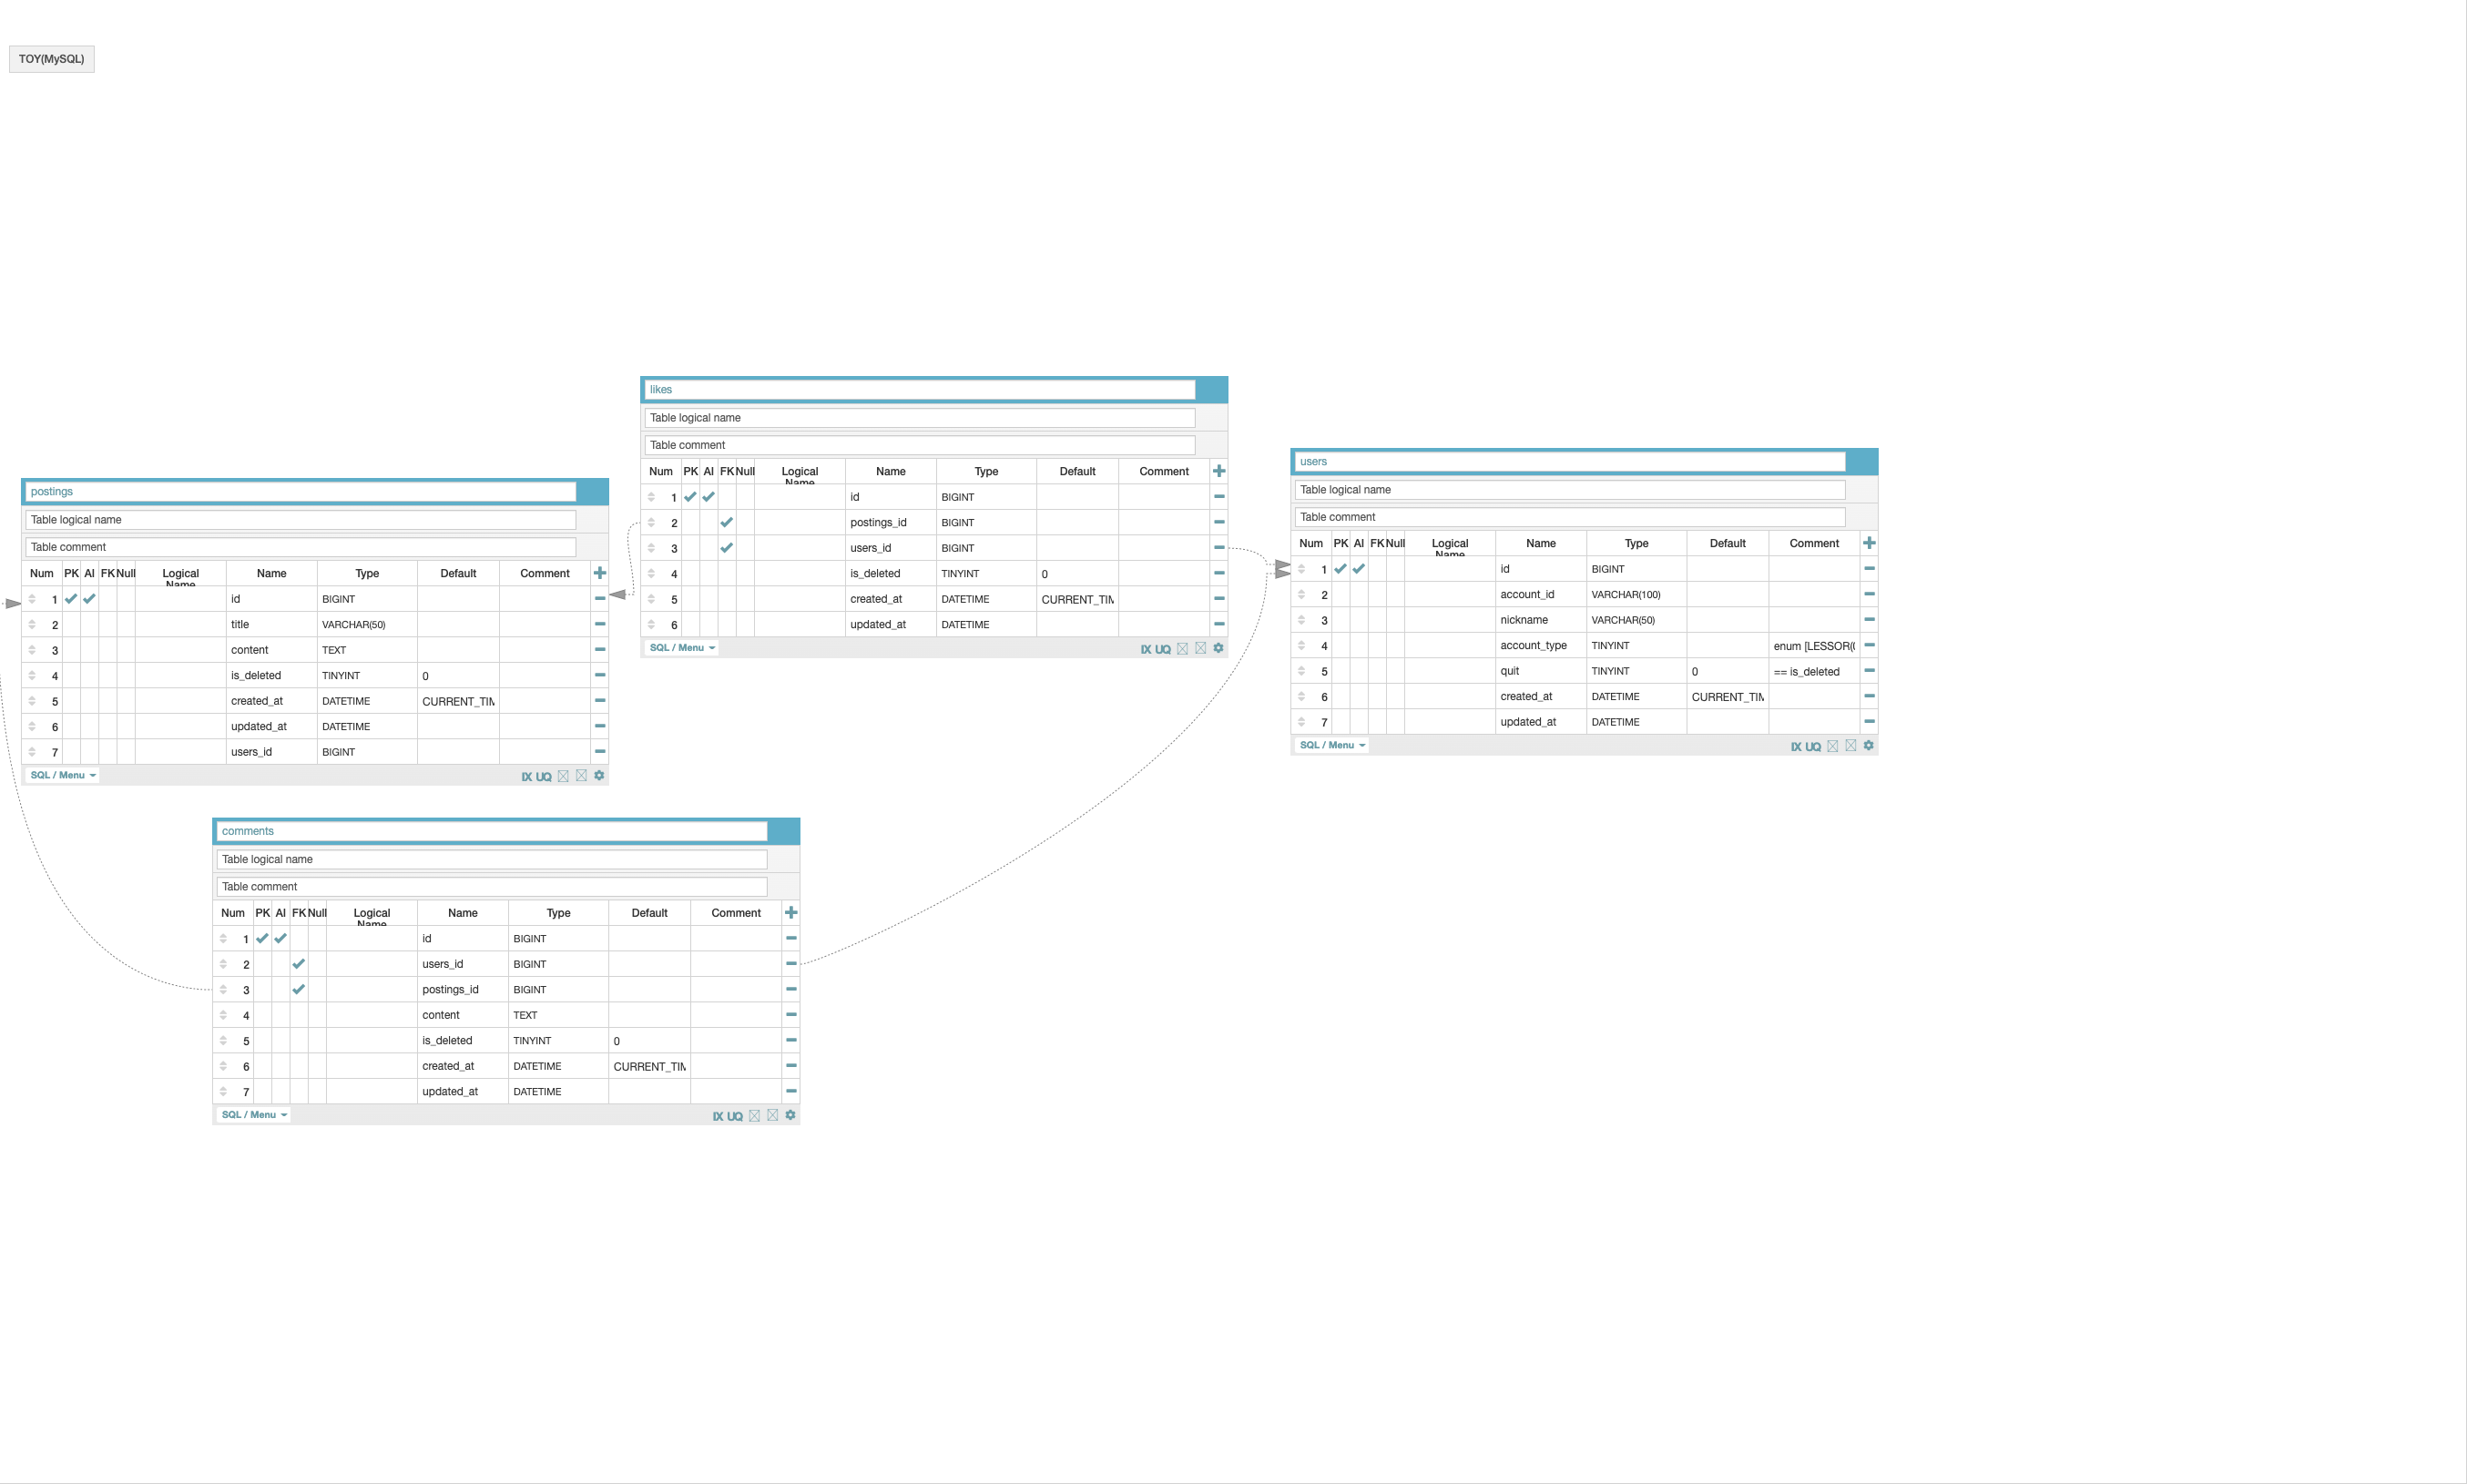 TOY(MySQL)
likes
Table logical name
Table comment
Num PK AI FK Null Logical Name Name Type Default Comment
1 id BIGINT
2 postings_id BIGINT
3 users_id BIGINT
4 is_deleted TINYINT 0
5 created_at DATETIME CURRENT_TIM
6 updated_at DATETIME
SQL / Menu IX UQ
users
Table logical name
Table comment
Num PK AI FK Null Logical Name Name Type Default Comment
1 id BIGINT
2 account_id VARCHAR(100)
3 nickname VARCHAR(50)
4 account_type TINYINT enum [LESSOR(
5 quit TINYINT 0 == is_deleted
6 created_at DATETIME CURRENT_TIM
7 updated_at DATETIME
SQL / Menu IX UQ
postings
Table logical name
Table comment
Num PK AI FK Null Logical Name Name Type Default Comment
1 id BIGINT
2 title VARCHAR(50)
3 content TEXT
4 is_deleted TINYINT 0
5 created_at DATETIME CURRENT_TIM
6 updated_at DATETIME
7 users_id BIGINT
SQL / Menu IX UQ
comments
Table logical name
Table comment
Num PK AI FK Null Logical Name Name Type Default Comment
1 id BIGINT
2 users_id BIGINT
3 postings_id BIGINT
4 content TEXT
5 is_deleted TINYINT 0
6 created_at DATETIME CURRENT_TIM
7 updated_at DATETIME
SQL / Menu IX UQ